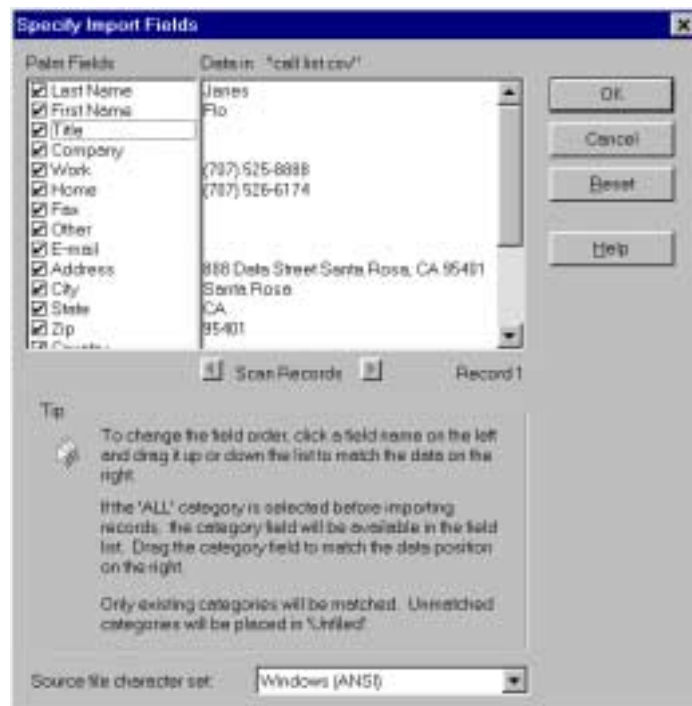 Specify Import Fields
Palm Fields Data in "call list.csv"
Last Name Janes
First Name Flo
Title
Company
Work (707) 525-8888
Home (707) 526-6174
Fax
Other
E-mail
Address 888 Data Street Santa Rosa, CA 95401
City Santa Rosa
State CA
Zip 95401
Country
OK
Cancel
Reset
Help
Scan Records Record 1
Tip
To change the field order, click a field name on the left
and drag it up or down the list to match the data on the
right.
If the "ALL" category is selected before importing
records, the category field will be available in the field
list. Drag the category field to match the data position
on the right.
Only existing categories will be matched. Unmatched
categories will be placed in 'Unfiled'
Source file character set: Windows (ANSI)